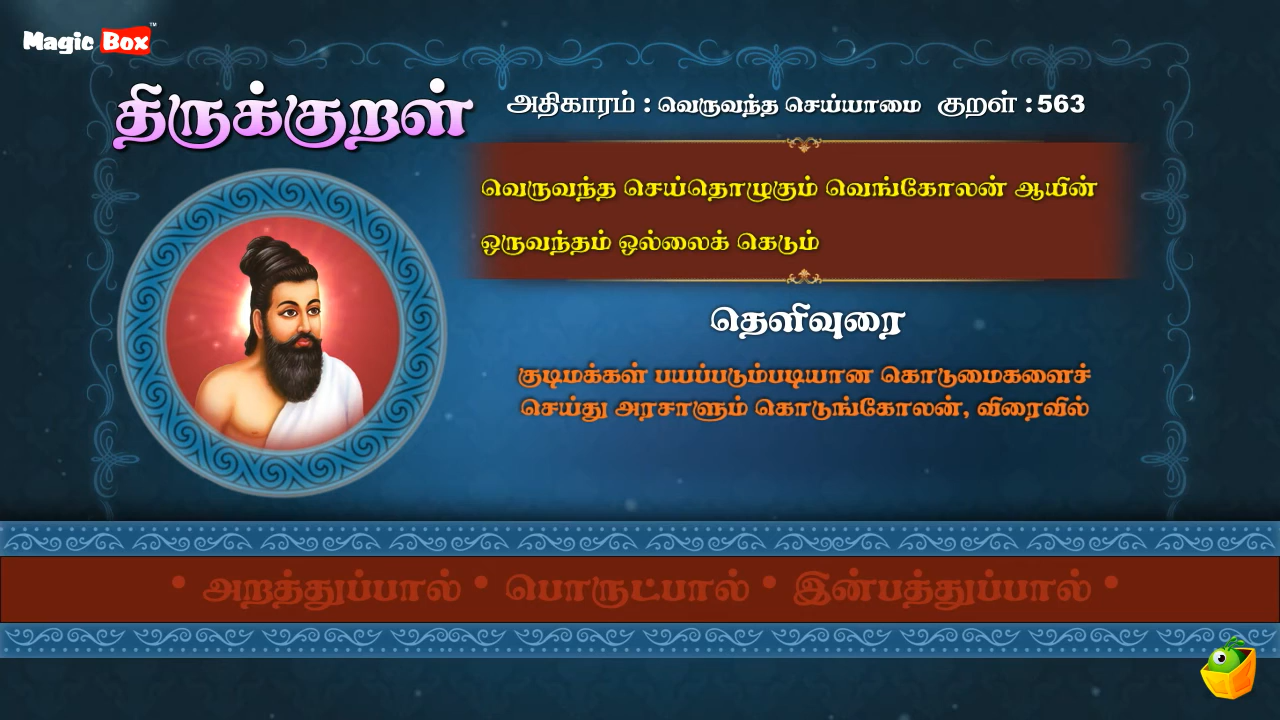 Magic Box™
திருக்குறள்
அதிகாரம் : வெருவந்த செய்யாமை குறள் : 563
வெருவந்த செய்தொழுகும் வெங்கோலன் ஆயின்
ஒருவந்தம் ஒல்லைக் கெடும்
தெளிவுரை
குடிமக்கள் பயப்படும்படியான கொடுமைகளைச்
செய்து அரசாளும் கொடுங்கோலன், விரைவில்
• அறத்துப்பால் • பொருட்பால் • இன்பத்துப்பால் •